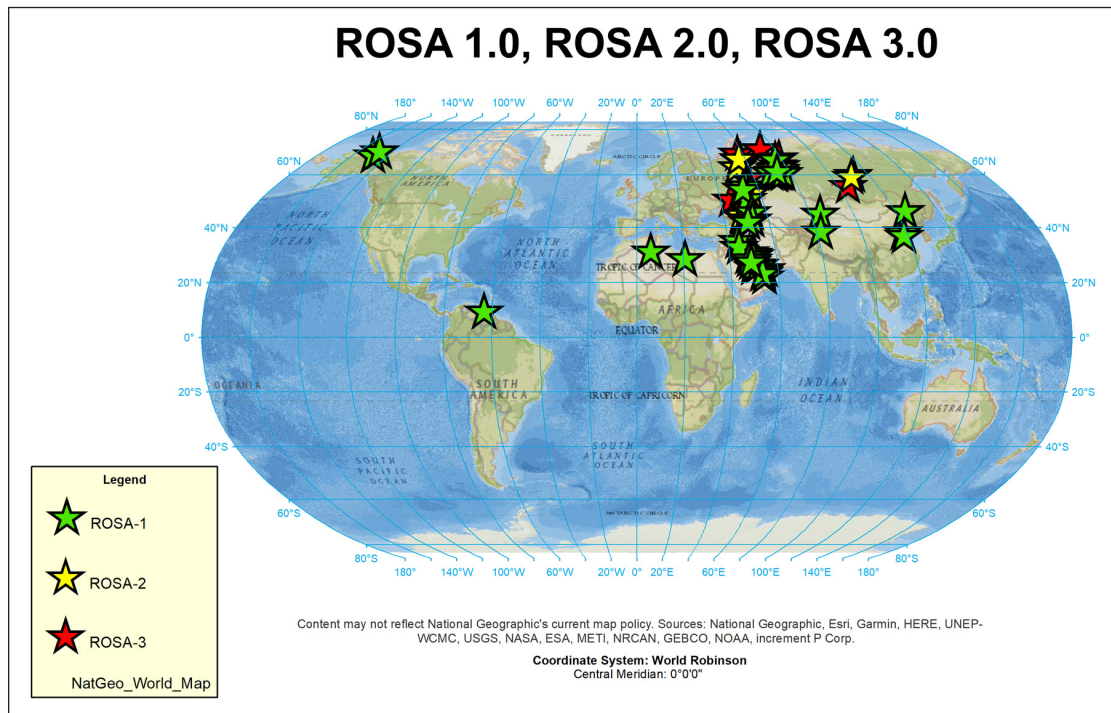 ROSA 1.0, ROSA 2.0, ROSA 3.0
180° 160°W 100°W 60°W 20°W 0° 20°E 60°E 100°E 140°E 180°
80°N 80°N
ARCTIC CIRCLE
60°N 60°N
EUROPE
NORTH
AMERICA
40°N 40°N
NORTH
PACIFIC
OCEAN
NORTH
ATLANTIC
OCEAN
TROPIC OF CANCER
20°N 20°N
AFRICA
EQUATOR
0° 0°
OCEANIA
SOUTH
AMERICA
INDIAN
OCEAN
20°S 20°S
TROPIC OF CAPRICORN
AUSTRALIA
40°S 40°S
SOUTH
PACIFIC
OCEAN
SOUTH
ATLANTIC
OCEAN
60°S 60°S
ANTARCTIC CIRCLE
80°S 80°S
180° 140°W 100°W 60°W 20°W 0° 20°E 60°E 100°E 140°E 180°
Legend
ROSA-1
ROSA-2
ROSA-3
NatGeo_World_Map
Content may not reflect National Geographic's current map policy. Sources: National Geographic, Esri, Garmin, HERE, UNEP-
WCMC, USGS, NASA, ESA, METI, NRCAN, GEBCO, NOAA, increment P Corp.
Coordinate System: World Robinson
Central Meridian: 0°0'0"